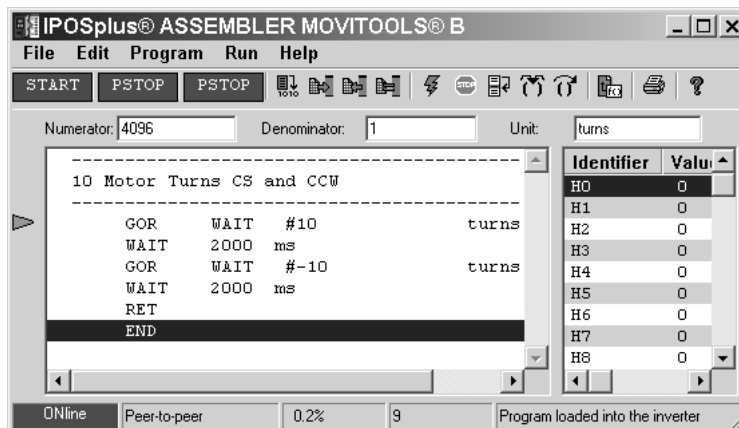 IPOSplus® ASSEMBLER MOVITOOLS® B
File Edit Program Run Help
START PSTOP PSTOP 1010 STOP f()
Numerator: 4096 Denominator: 1 Unit: turns
10 Motor Turns CS and CCW
GOR WAIT #10 turns
WAIT 2000 ms
GOR WAIT #-10 turns
WAIT 2000 ms
RET
END
Identifier Value
H0 0
H1 0
H2 0
H3 0
H4 0
H5 0
H6 0
H7 0
H8 0
ONline Peer-to-peer 0.2% 9 Program loaded into the inverter